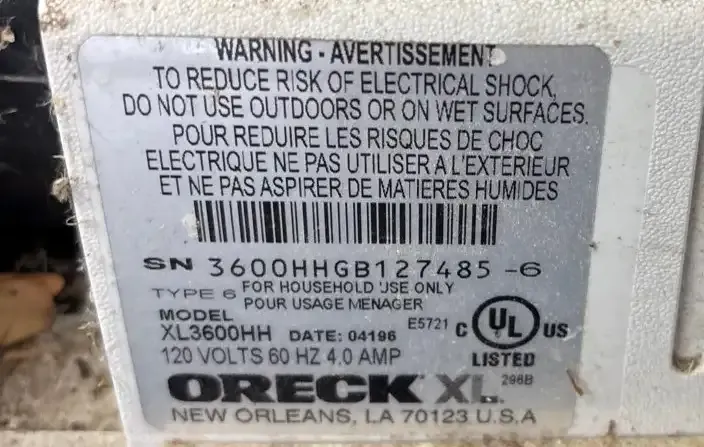 WARNING - AVERTISSEMENT
TO REDUCE RISK OF ELECTRICAL SHOCK,
DO NOT USE OUTDOORS OR ON WET SURFACES.
POUR REDUIRE LES RISQUES DE CHOC
ELECTRIQUE NE PAS UTILISER A L'EXTERIEUR
ET NE PAS ASPIRER DE MATIERES HUMIDES
SN 3600HHGB127485 -6
TYPE 6 FOR HOUSEHOLD USE ONLY
POUR USAGE MENAGER
MODEL
XL3600HH DATE: 04196 E5721 C UL US
120 VOLTS 60 HZ 4.0 AMP LISTED
ORECK XL 298B
NEW ORLEANS, LA 70123 U.S.A